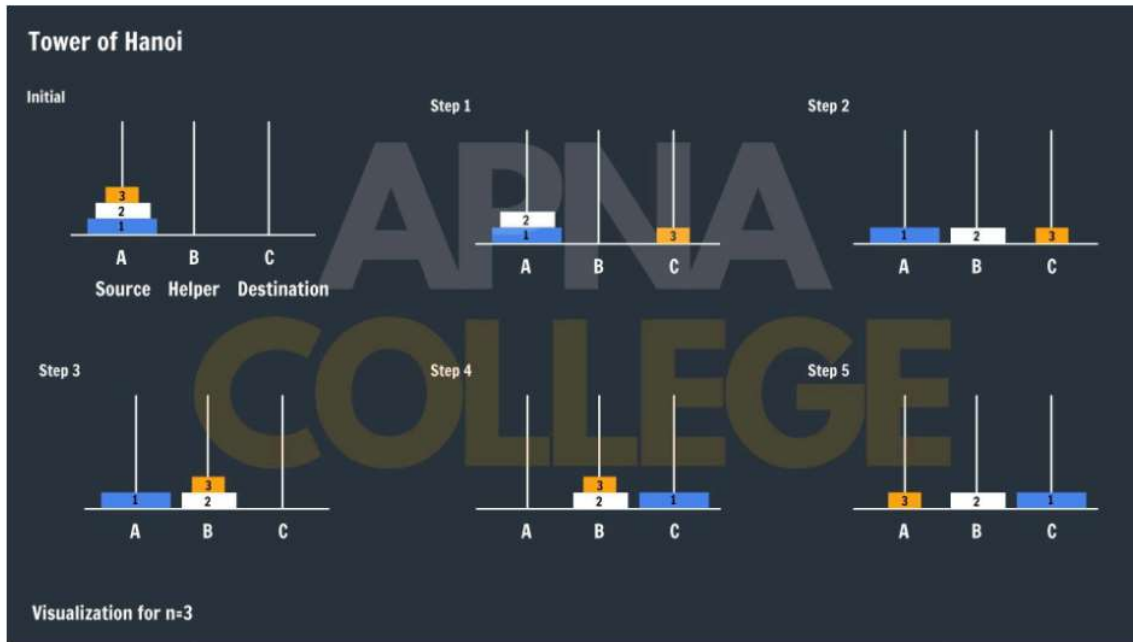 Tower of Hanoi
Initial
3
2
1
A B C
Source Helper Destination
Step 1
2
1 3
A B C
Step 2
1 2 3
A B C
APNA
COLLEGE
Step 3
3
1 2
A B C
Step 4
3
2 1
A B C
Step 5
3 2 1
A B C
Visualization for n=3